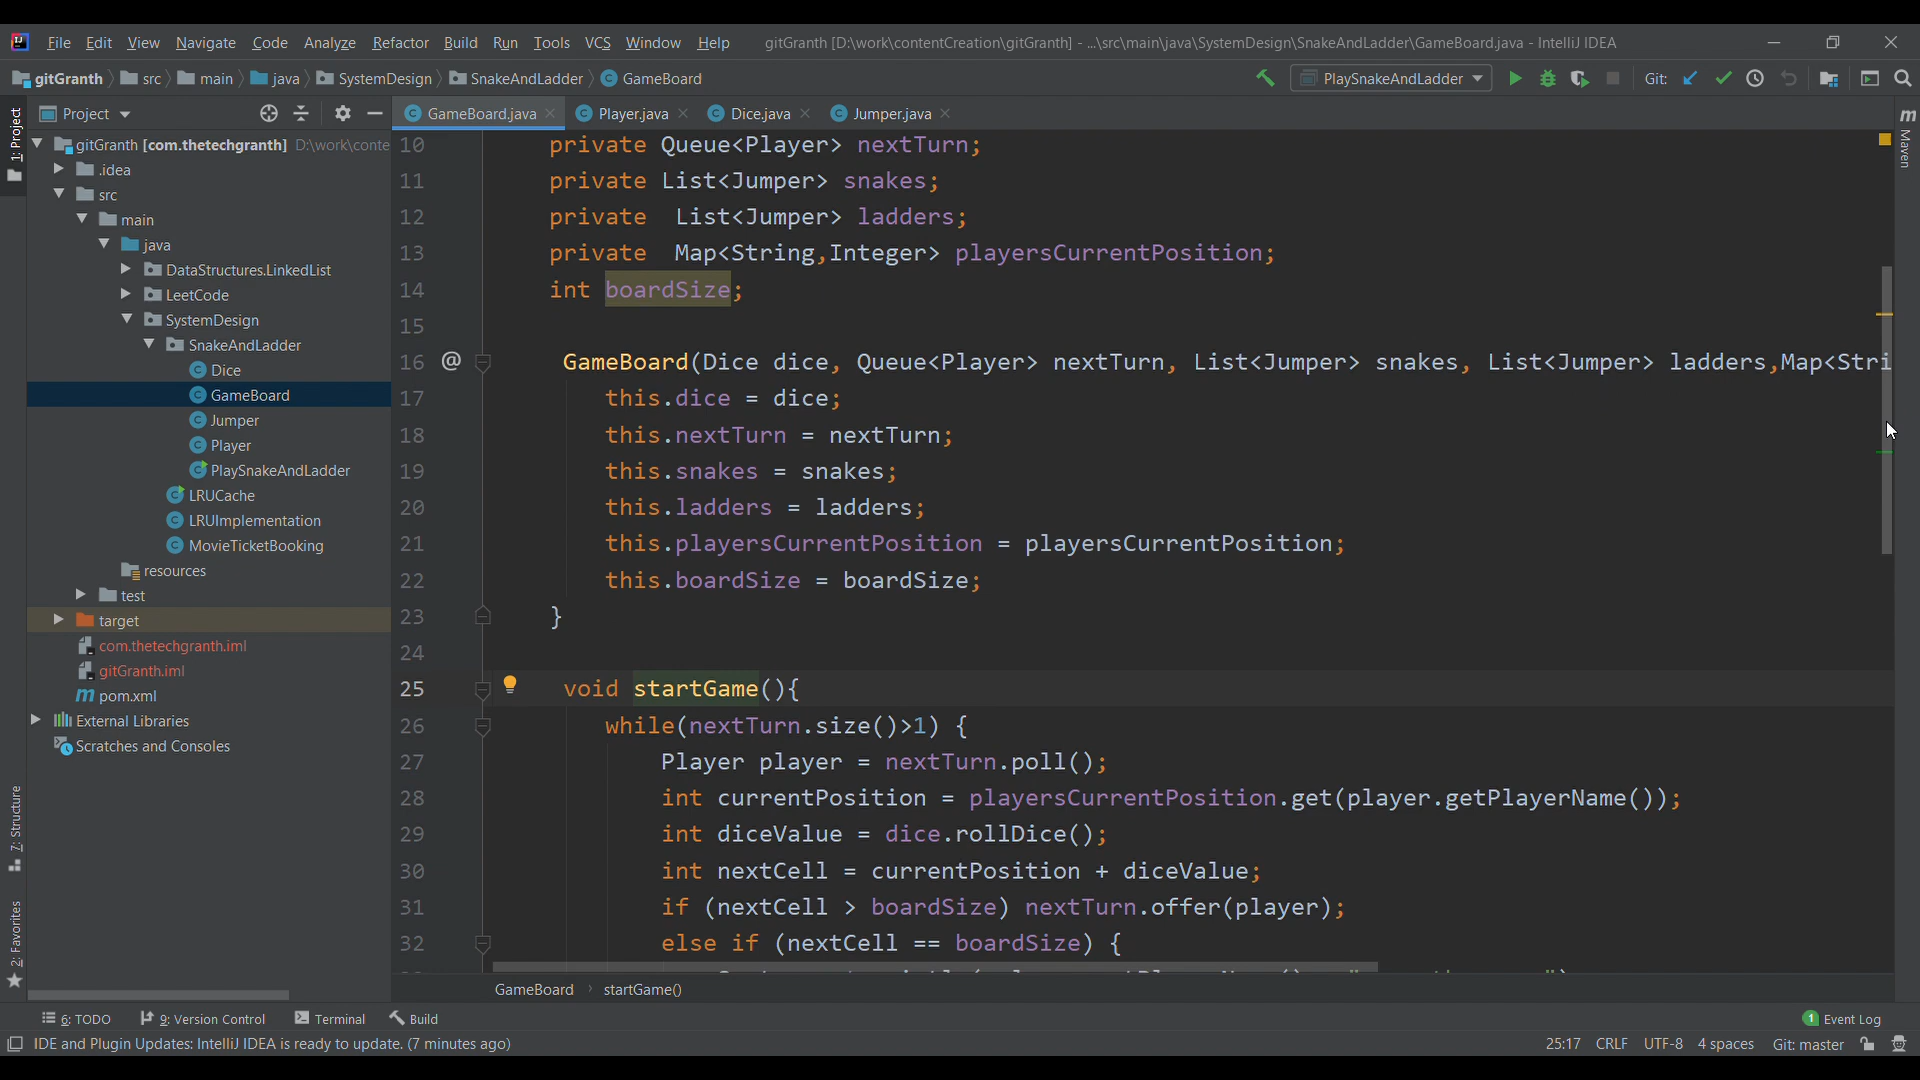 File Edit View Navigate Code Analyze Refactor Build Run Tools VCS Window Help gitGranth [D:\work\contentCreation\gitGranth] - ...\src\main\java\SystemDesign\SnakeAndLadder\GameBoard.java - IntelliJ IDEA
gitGranth src main java SystemDesign SnakeAndLadder GameBoard PlaySnakeAndLadder Git:
Project GameBoard.java Player.java Dice.java Jumper.java
1: Project
Maven
gitGranth [com.thetechgranth] D:\work\conte
.idea
src
main
java
DataStructures.LinkedList
LeetCode
SystemDesign
SnakeAndLadder
Dice
GameBoard
Jumper
Player
PlaySnakeAndLadder
LRUCache
LRUImplementation
MovieTicketBooking
resources
test
target
com.thetechgranth.iml
gitGranth.iml
pom.xml
External Libraries
Scratches and Consoles
7: Structure
2: Favorites
10 private Queue<Player> nextTurn;
11 private List<Jumper> snakes;
12 private  List<Jumper> ladders;
13 private  Map<String,Integer> playersCurrentPosition;
14 int boardSize;
15
16 @ GameBoard(Dice dice, Queue<Player> nextTurn, List<Jumper> snakes, List<Jumper> ladders,Map<Stri
17 this.dice = dice;
18 this.nextTurn = nextTurn;
19 this.snakes = snakes;
20 this.ladders = ladders;
21 this.playersCurrentPosition = playersCurrentPosition;
22 this.boardSize = boardSize;
23 }
24
25 void startGame(){
26 while(nextTurn.size()>1) {
27 Player player = nextTurn.poll();
28 int currentPosition = playersCurrentPosition.get(player.getPlayerName());
29 int diceValue = dice.rollDice();
30 int nextCell = currentPosition + diceValue;
31 if (nextCell > boardSize) nextTurn.offer(player);
32 else if (nextCell == boardSize) {
GameBoard startGame()
6: TODO 9: Version Control Terminal Build 1 Event Log
IDE and Plugin Updates: IntelliJ IDEA is ready to update. (7 minutes ago) 25:17 CRLF UTF-8 4 spaces Git: master